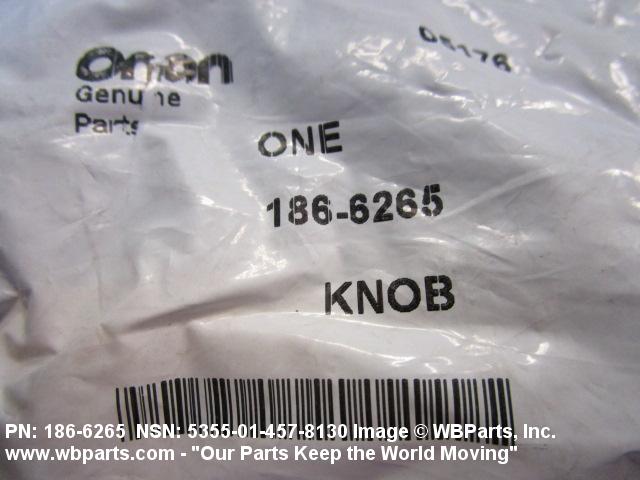 Onan
05176
Genuine
Parts
ONE
186-6265
KNOB
PN: 186-6265 NSN: 5355-01-457-8130 Image © WBParts, Inc.
www.wbparts.com - "Our Parts Keep the World Moving"